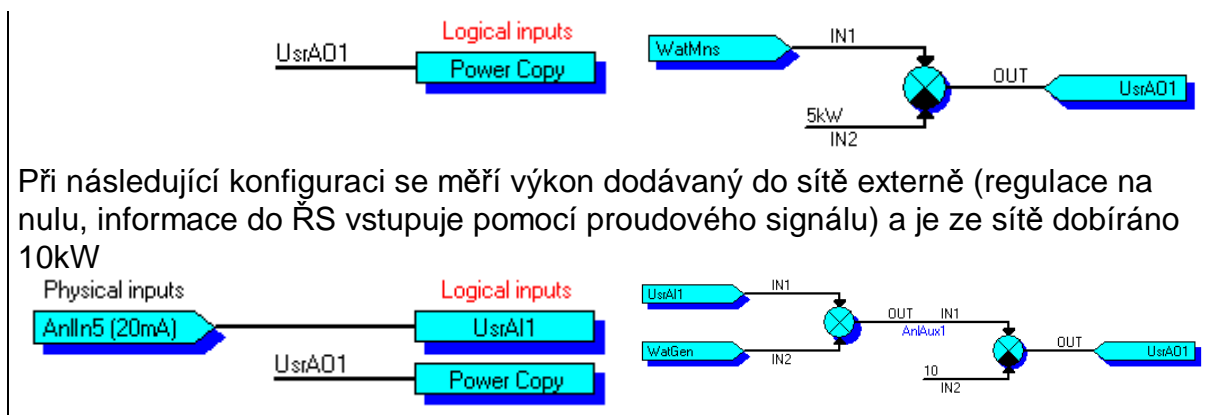 Logical inputs
UsrAO1
Power Copy
WatMns
IN1
OUT
UsrAO1
5kW
IN2
Při následující konfiguraci se měří výkon dodávaný do sítě externě (regulace na
nulu, informace do ŘS vstupuje pomocí proudového signálu) a je ze sítě dobíráno
10kW
Physical inputs
Logical inputs
AnlIn5 (20mA)
UsrAI1
UsrAO1
Power Copy
UsrAI1
IN1
WatGen
IN2
OUT
IN1
AnlAux1
10
IN2
OUT
UsrAO1